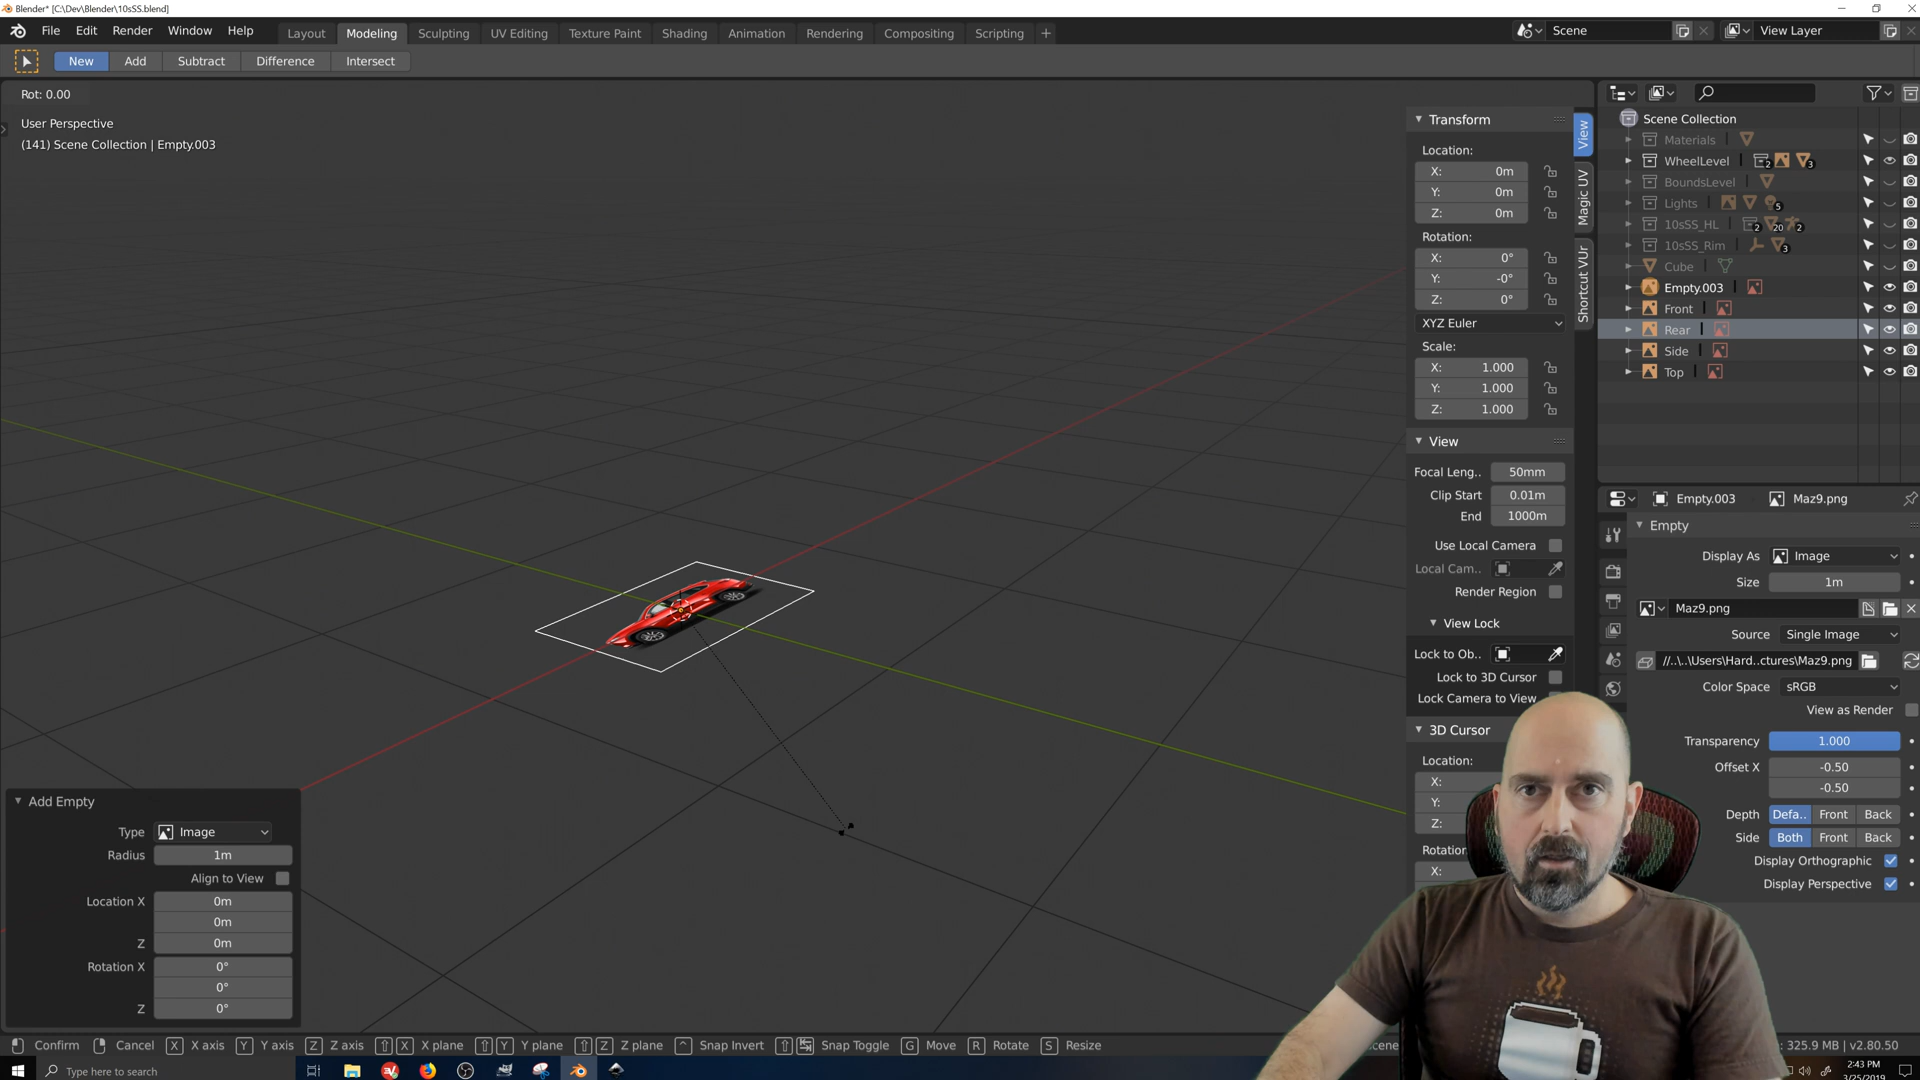 Blender* [C:\Dev\Blender\10sSS.blend]
File Edit Render Window Help Layout Modeling Sculpting UV Editing Texture Paint Shading Animation Rendering Compositing Scripting + Scene View Layer
New Add Subtract Difference Intersect
Rot: 0.00
User Perspective
(141) Scene Collection | Empty.003
Transform
Location:
X: 0m
Y: 0m
Z: 0m
Rotation:
X: 0°
Y: -0°
Z: 0°
XYZ Euler
Scale:
X: 1.000
Y: 1.000
Z: 1.000
View
Focal Leng.. 50mm
Clip Start 0.01m
End 1000m
Use Local Camera
Local Cam..
Render Region
View Lock
Lock to Ob..
Lock to 3D Cursor
Lock Camera to View
3D Cursor
Location:
X:
Y:
Z:
Rotation
X:
View
Magic UV
Shortcut VUr
Scene Collection
Materials
WheelLevel 2 3
BoundsLevel
Lights 5
10sSS_HL 2 20 2
10sSS_Rim 3
Cube
Empty.003
Front
Rear
Side
Top
Empty.003 Maz9.png
Empty
Display As Image
Size 1m
Maz9.png
Source Single Image
//..\..\Users\Hard..ctures\Maz9.png
Color Space sRGB
View as Render
Transparency 1.000
Offset X -0.50
-0.50
Depth Defa.. Front Back
Side Both Front Back
Display Orthographic
Display Perspective
Add Empty
Type Image
Radius 1m
Align to View
Location X 0m
0m
Z 0m
Rotation X 0°
0°
Z 0°
Confirm Cancel X X axis Y Y axis Z Z axis X X plane Y Y plane Z Z plane ^ Snap Invert Snap Toggle G Move R Rotate S Resize
325.9 MB | v2.80.50
Type here to search
2:43 PM
3/25/2019